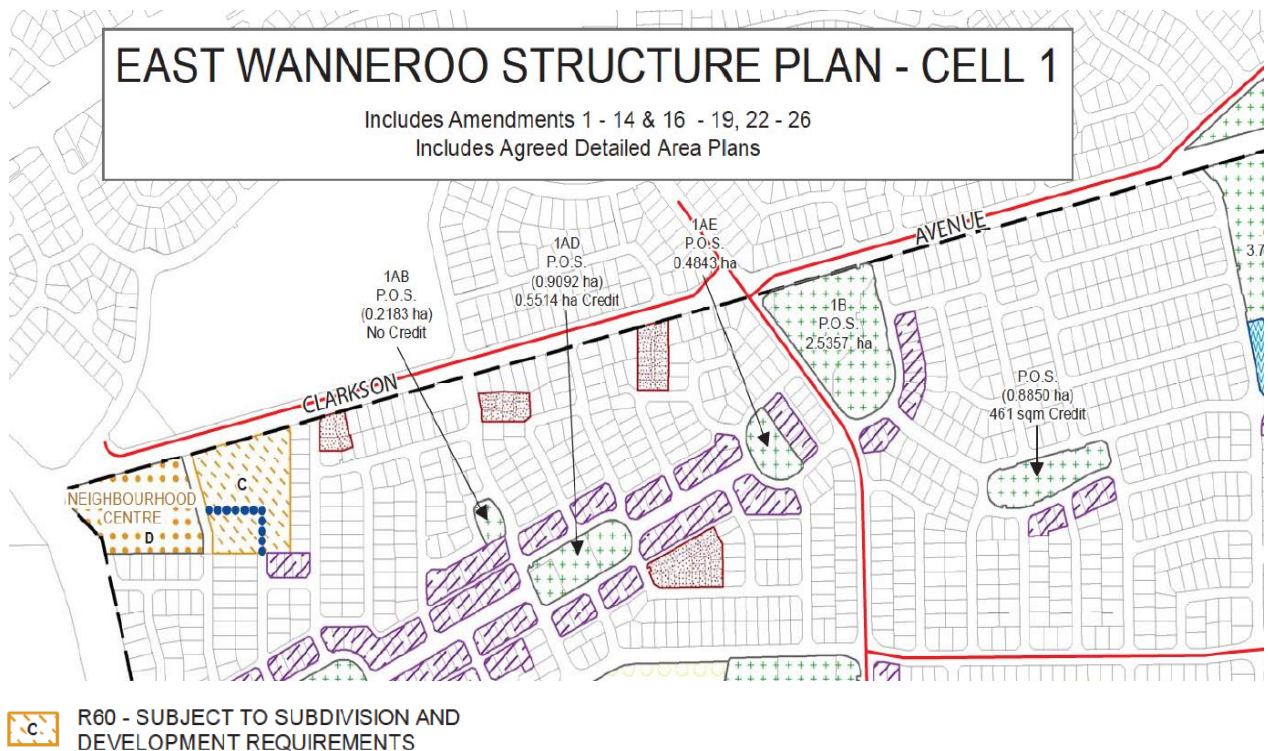 EAST WANNEROO STRUCTURE PLAN - CELL 1
Includes Amendments 1 - 14 & 16 - 19, 22 - 26
Includes Agreed Detailed Area Plans
1AB
P.O.S.
(0.2183 ha)
No Credit
1AD
P.O.S.
(0.9092 ha)
0.5514 ha Credit
1AE
P.O.S.
0.4843 ha
CLARKSON
AVENUE
1B
P.O.S.
2.5357 ha
3.7
P.O.S.
(0.8850 ha)
461 sqm Credit
NEIGHBOURHOOD
CENTRE
D
C
C
R60 - SUBJECT TO SUBDIVISION AND
DEVELOPMENT REQUIREMENTS